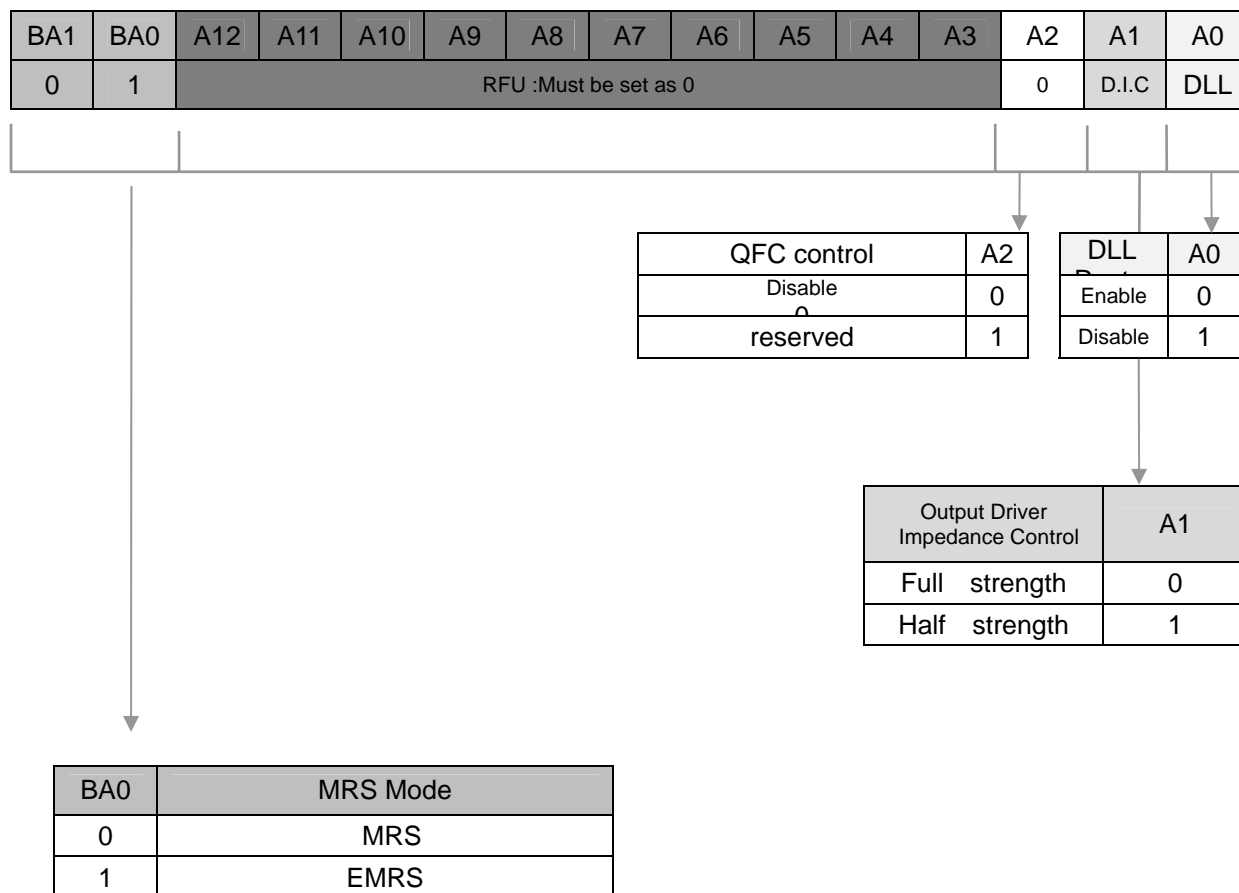 BA1 BA0 A12 A11 A10 A9 A8 A7 A6 A5 A4 A3 A2 A1 A0
0 1 RFU :Must be set as 0 0 D.I.C DLL
QFC control A2
Disable 0
reserved 1
DLL A0
Enable 0
Disable 1
Output Driver
Impedance Control A1
Full strength 0
Half strength 1
BA0 MRS Mode
0 MRS
1 EMRS